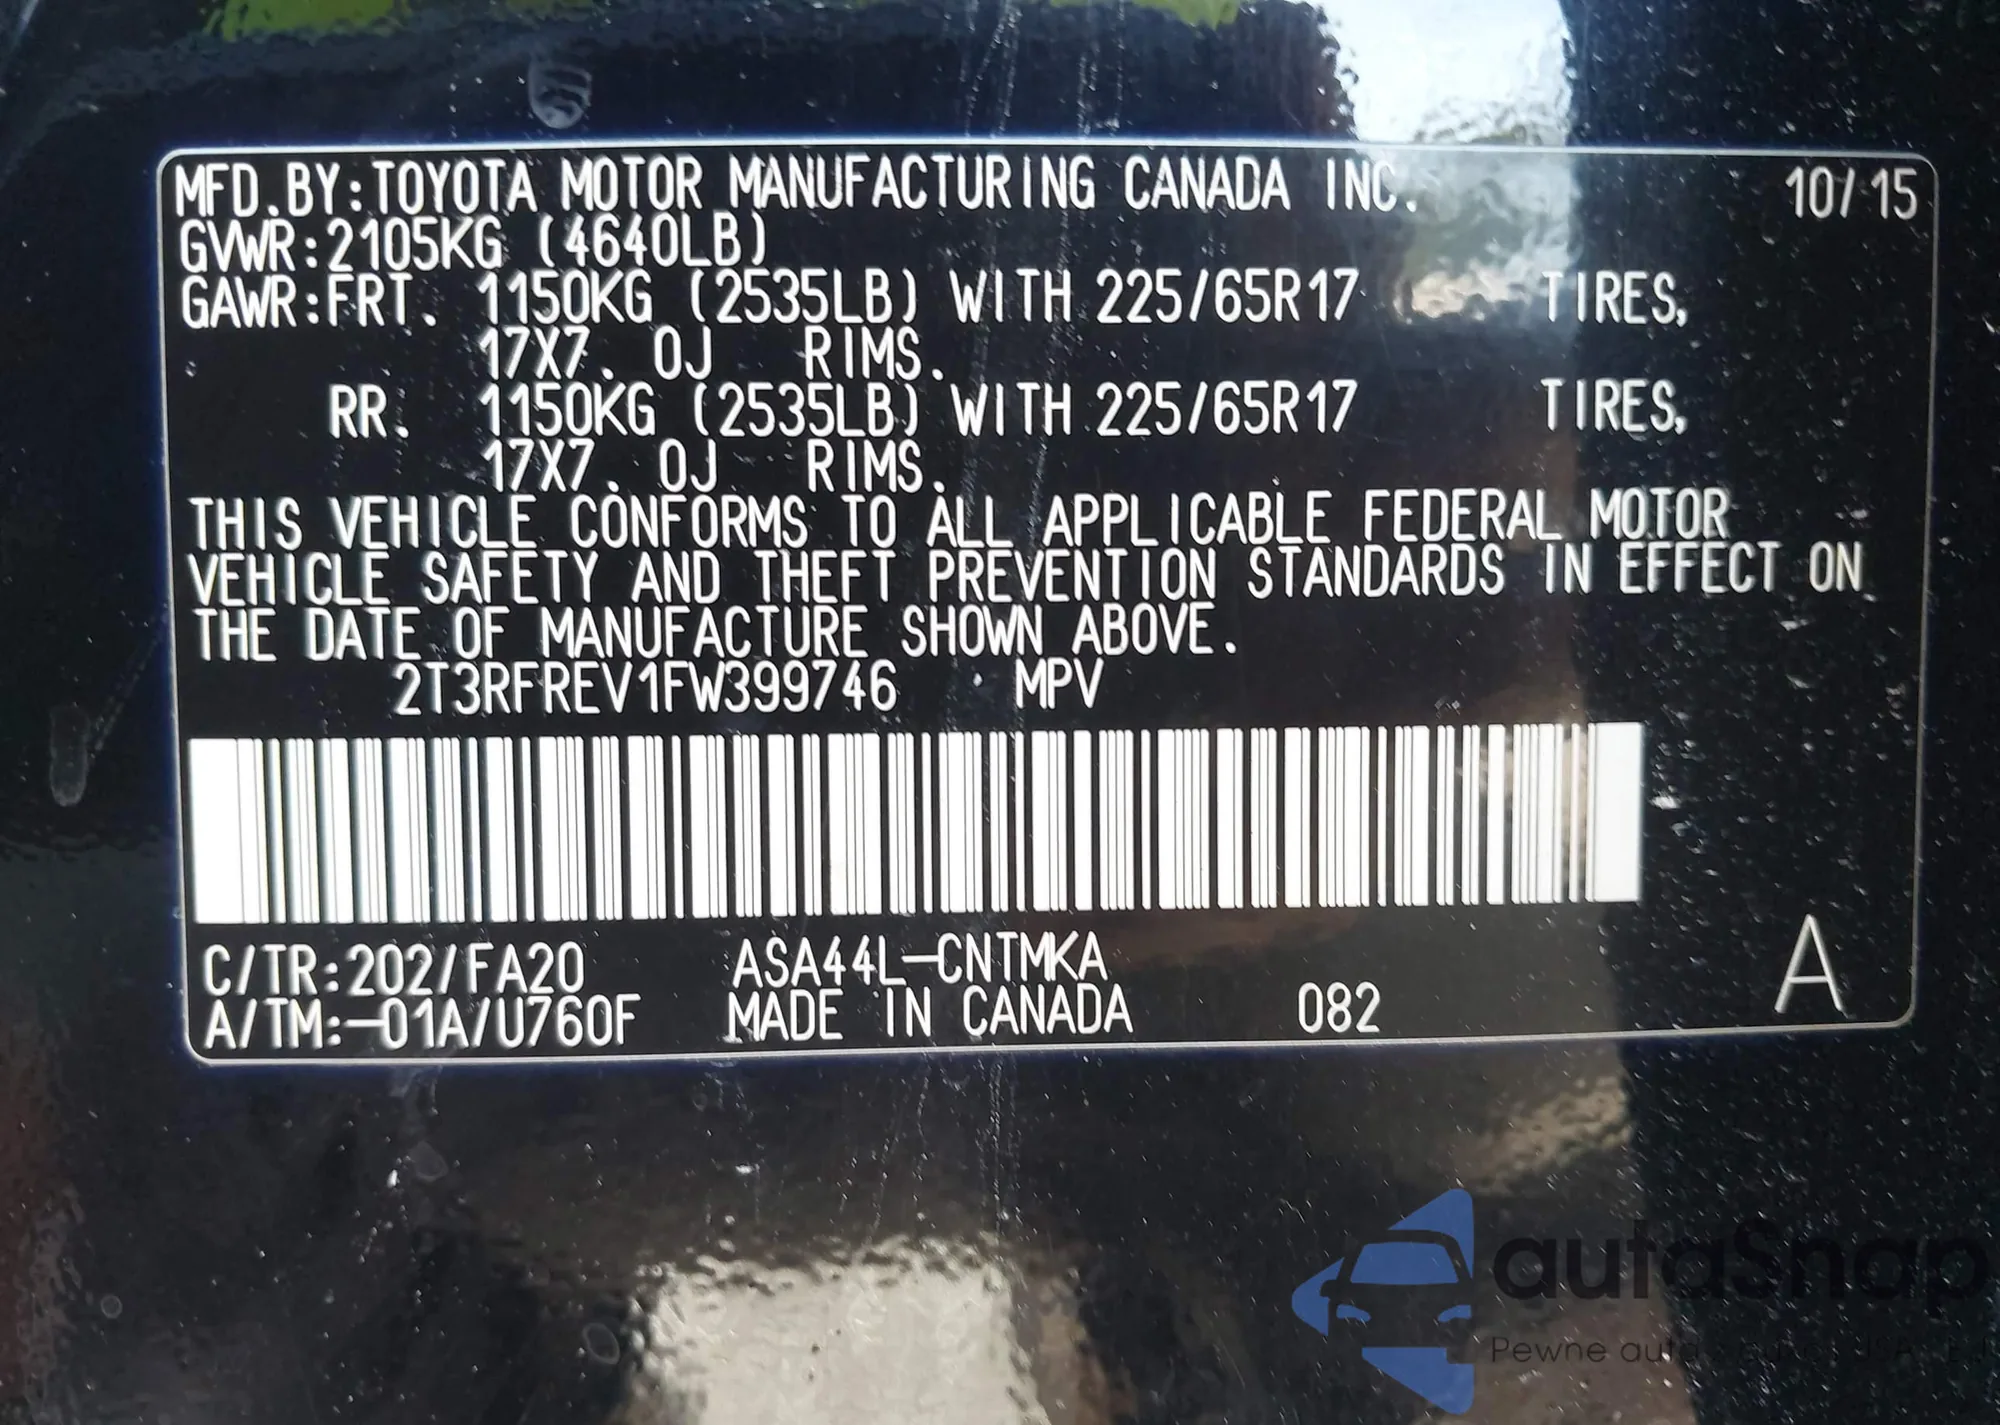 MFD.BY:TOYOTA MOTOR MANUFACTURING CANADA INC. 10/15
GVWR:2105KG (4640LB)
GAWR:FRT. 1150KG (2535LB) WITH 225/65R17 TIRES,
17X7. 0J RIMS.
RR. 1150KG (2535LB) WITH 225/65R17 TIRES,
17X7. 0J RIMS.
THIS VEHICLE CONFORMS TO ALL APPLICABLE FEDERAL MOTOR
VEHICLE SAFETY AND THEFT PREVENTION STANDARDS IN EFFECT ON
THE DATE OF MANUFACTURE SHOWN ABOVE.
2T3RFREV1FW399746 MPV
C/TR:202/FA20 ASA44L-CNTMKA
A/TM:-01A/U760F MADE IN CANADA 082 A
autaSnap
Pewne auta